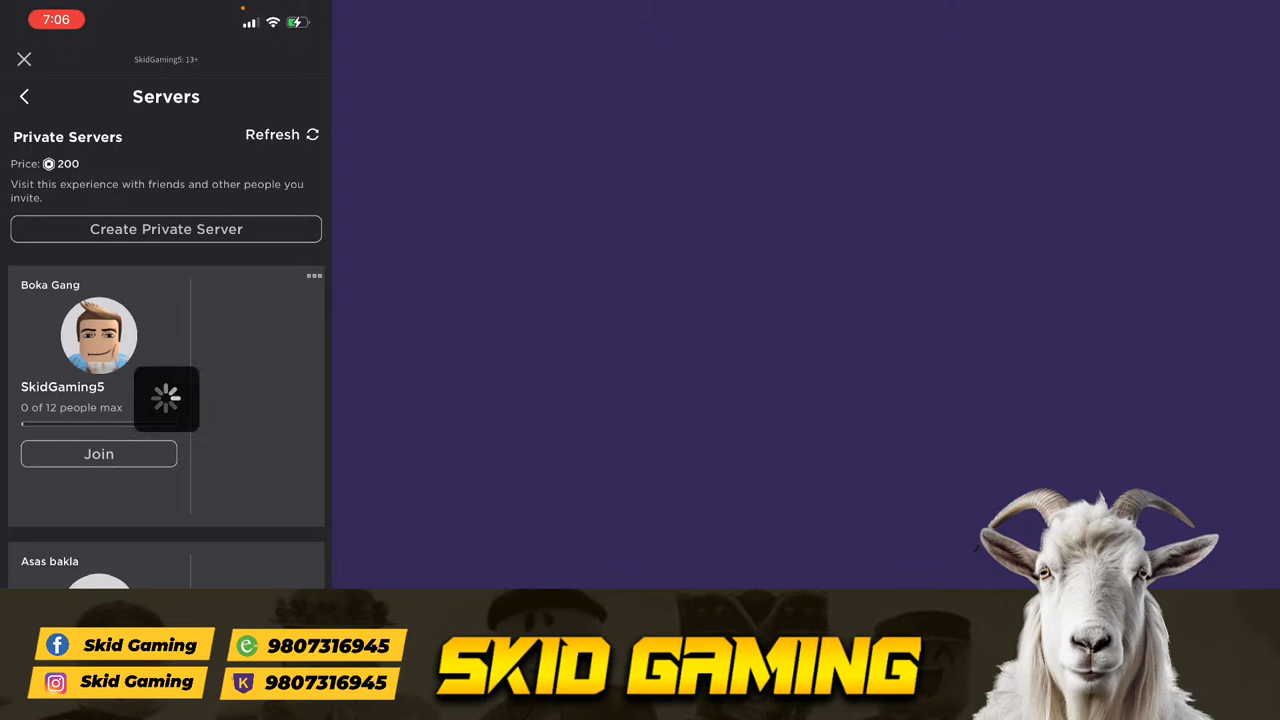 7:06
SkidGaming5: 13+
Servers
Private Servers
Refresh
Price: 200
Visit this experience with friends and other people you
invite.
Create Private Server
Boka Gang
SkidGaming5
0 of 12 people max
Join
Asas bakla
Skid Gaming
9807316945
Skid Gaming
9807316945
SKID GAMING